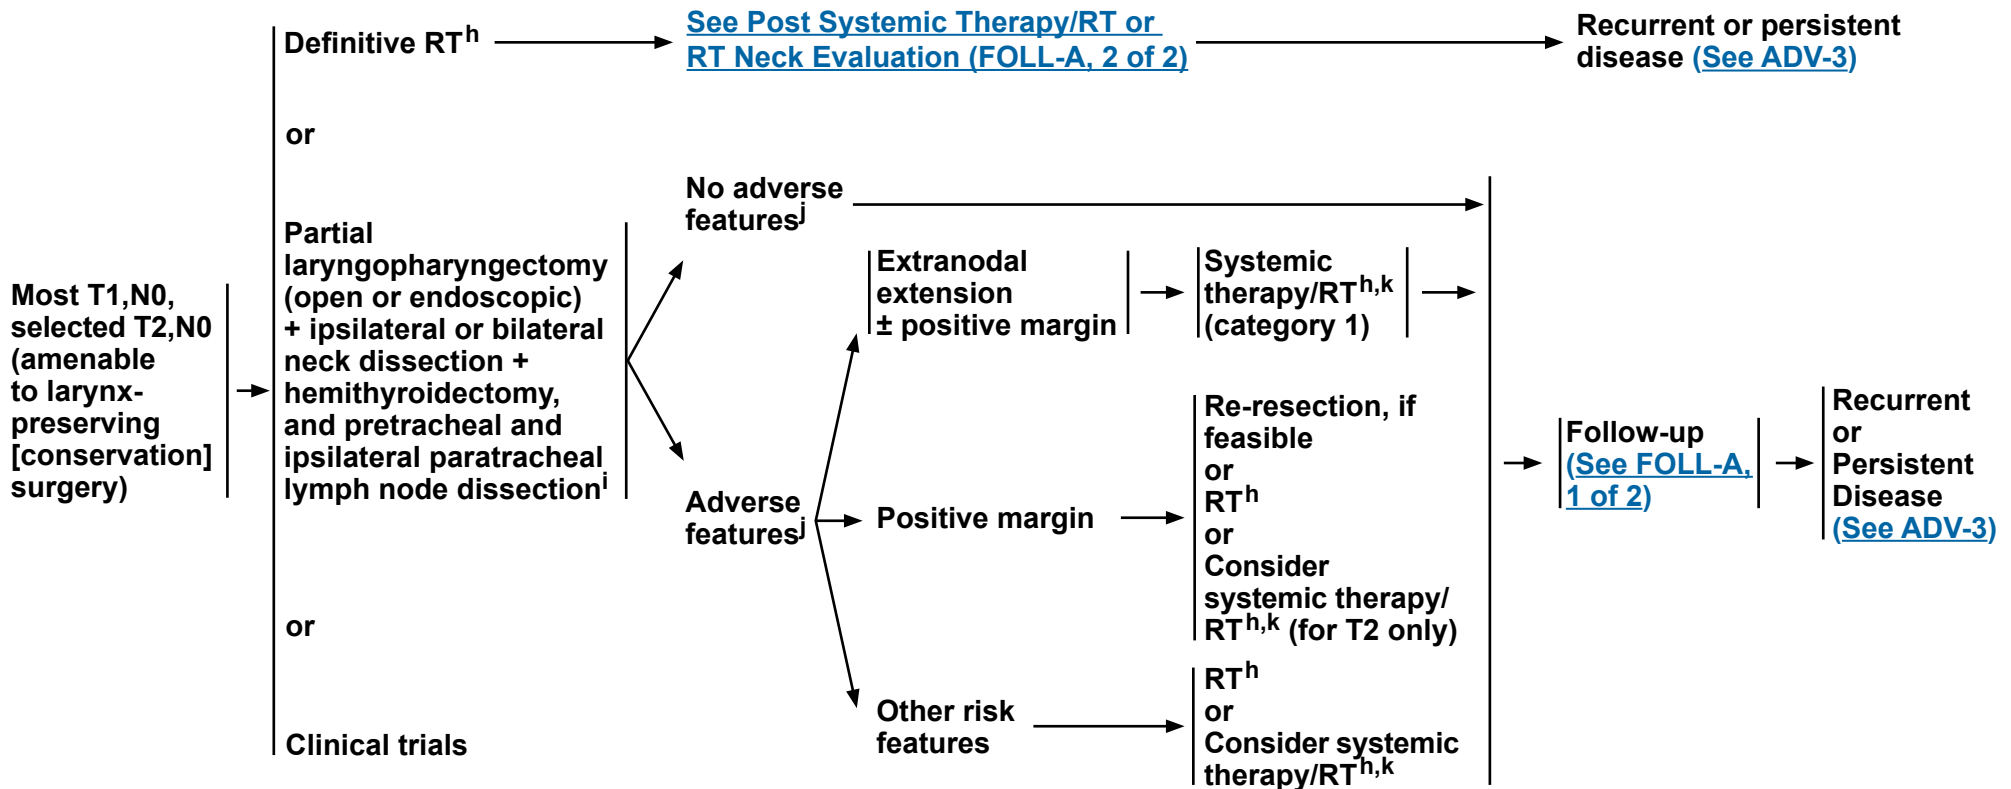 Most T1,N0,
selected T2,N0
(amenable
to larynx-
preserving
[conservation]
surgery)
Definitive RTh
or
Partial
laryngopharyngectomy
(open or endoscopic)
+ ipsilateral or bilateral
neck dissection +
hemithyroidectomy,
and pretracheal and
ipsilateral paratracheal
lymph node dissectioni
or
Clinical trials
See Post Systemic Therapy/RT or
RT Neck Evaluation (FOLL-A, 2 of 2)
Recurrent or persistent
disease (See ADV-3)
No adverse
featuresj
Adverse
featuresj
Extranodal
extension
± positive margin
Systemic
therapy/RTh,k
(category 1)
Positive margin
Re-resection, if
feasible
or
RTh
or
Consider
systemic therapy/
RTh,k (for T2 only)
Other risk
features
RTh
or
Consider systemic
therapy/RTh,k
Follow-up
(See FOLL-A,
1 of 2)
Recurrent
or
Persistent
Disease
(See ADV-3)